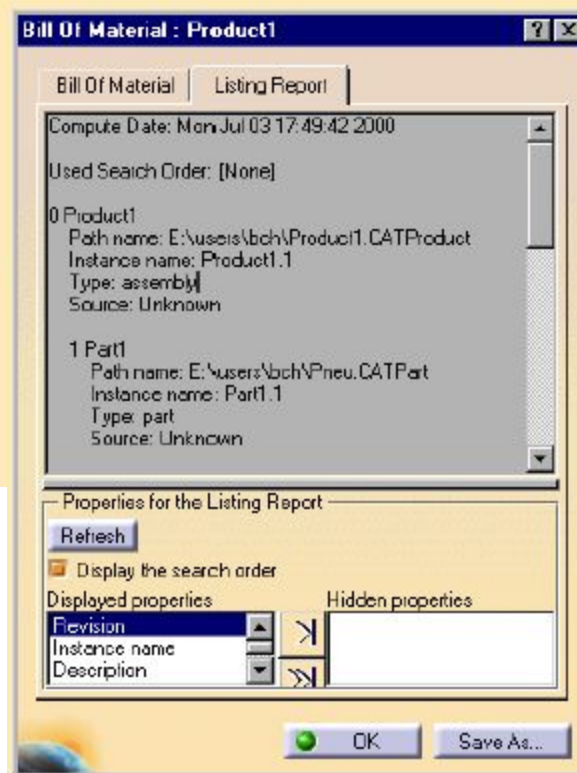 Bill Of Material : Product1
Bill Of Material
Listing Report
Compute Date: Mon Jul 03 17:49:42 2000
Used Search Order: [None]
0 Product1
Path name: E:\users\bch\Product1.CATProduct
Instance name: Product1.1
Type: assembly
Source: Unknown
1 Part1
Path name: E:\users\bch\Pneu.CATPart
Instance name: Part1.1
Type: part
Source: Unknown
Properties for the Listing Report
Refresh
Display the search order
Displayed properties
Hidden properties
Revision
Instance name
Description
OK
Save As...